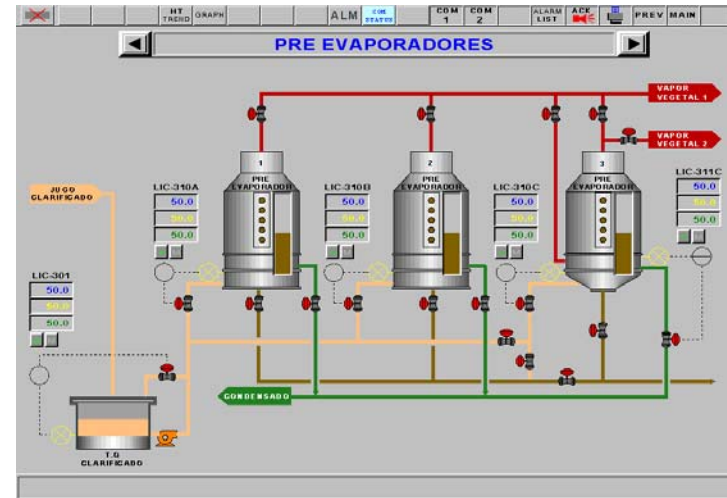 HT
TREND
GRAPH
ALM
COM
STATUS
COM
1
COM
2
ALARM
LIST
ACK
PREV
MAIN
PRE EVAPORADORES
VAPOR
VEGETAL 1
VAPOR
VEGETAL 2
JUGO
CLARIFICADO
LIC-310A
50.0
50.0
50.0
1
PRE
EVAPORADOR
LIC-310B
50.0
50.0
50.0
2
PRE
EVAPORADOR
LIC-310C
50.0
50.0
50.0
3
PRE
EVAPORADOR
LIC-311C
50.0
50.0
50.0
LIC-301
50.0
50.0
50.0
CONDENSADO
T.Q
CLARIFICADO